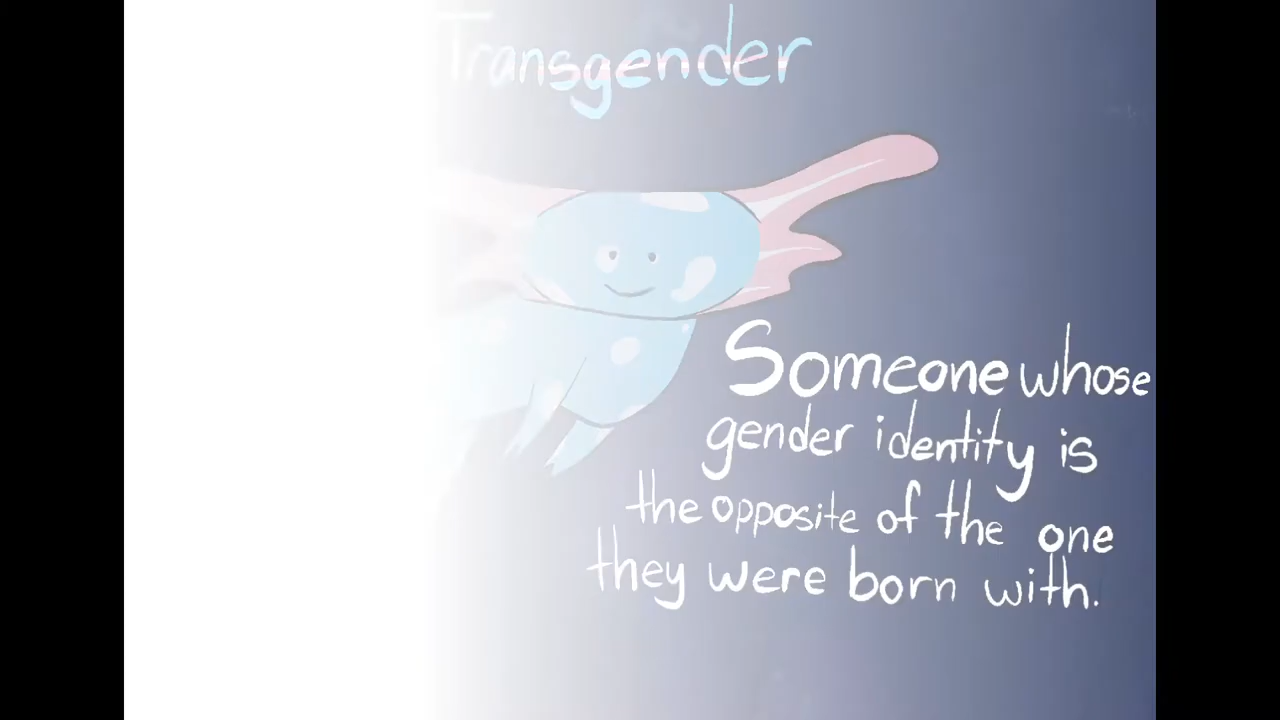 Transgender
Someone whose
gender identity is
the opposite of the one
they were born with.